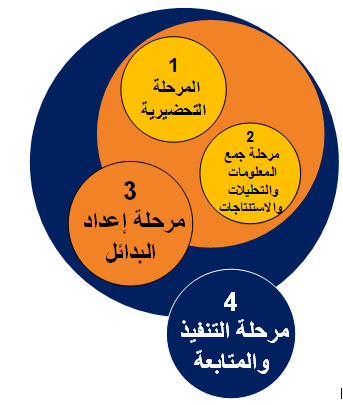 1
المرحلة
التحضيرية
2
مرحلة جمع
المعلومات
والتحليلات
والاستنتاجات
3
مرحلة إعداد
البدائل
4
مرحلة التنفيذ
والمتابعة